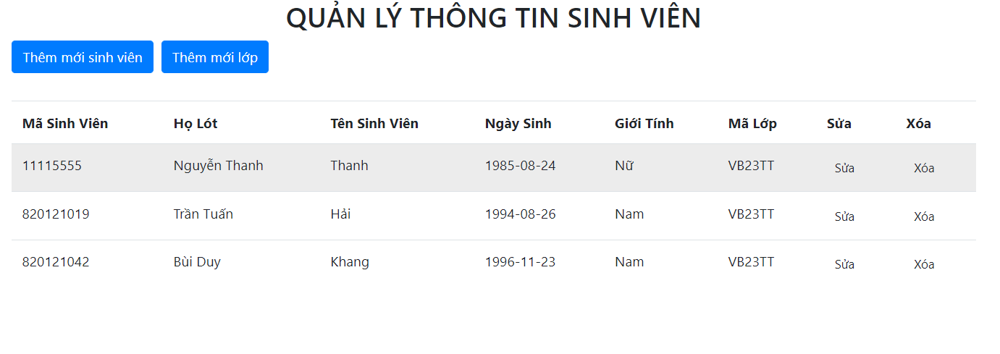 QUẢN LÝ THÔNG TIN SINH VIÊN
Thêm mới sinh viên Thêm mới lớp
Mã Sinh Viên Họ Lót Tên Sinh Viên Ngày Sinh Giới Tính Mã Lớp Sửa Xóa
11115555 Nguyễn Thanh Thanh 1985-08-24 Nữ VB23TT Sửa Xóa
820121019 Trần Tuấn Hải 1994-08-26 Nam VB23TT Sửa Xóa
820121042 Bùi Duy Khang 1996-11-23 Nam VB23TT Sửa Xóa